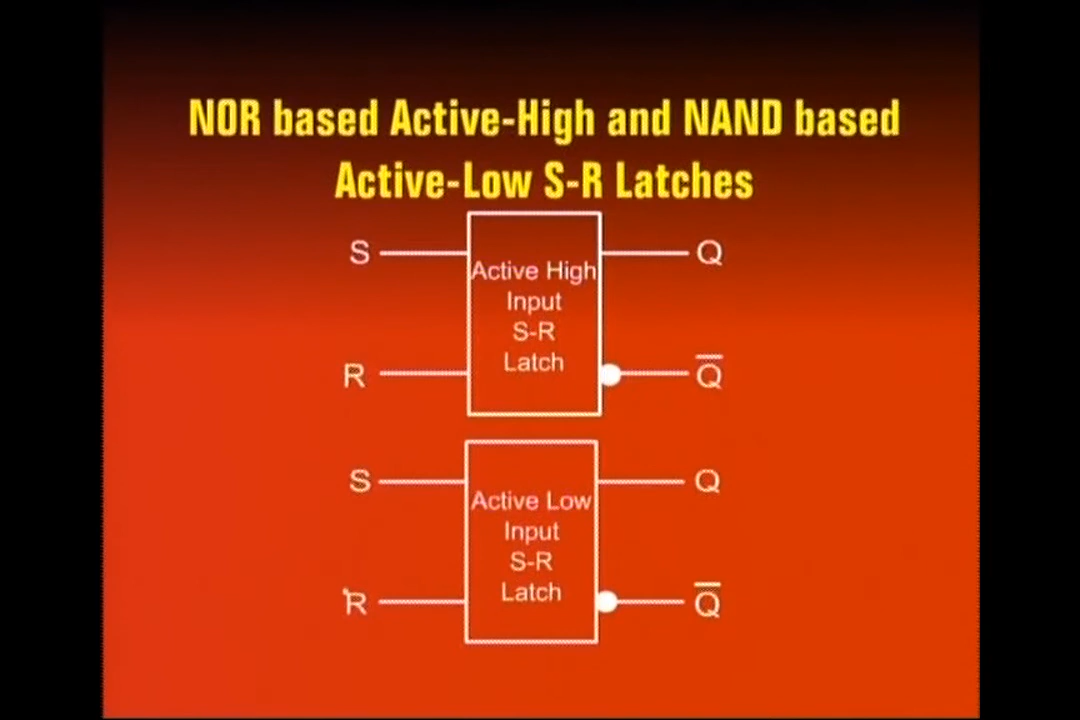 NOR based Active-High and NAND based
Active-Low S-R Latches
S
Active High
Input
S-R
Latch
Q
R
Q̅
S
Active Low
Input
S-R
Latch
Q
R
Q̅